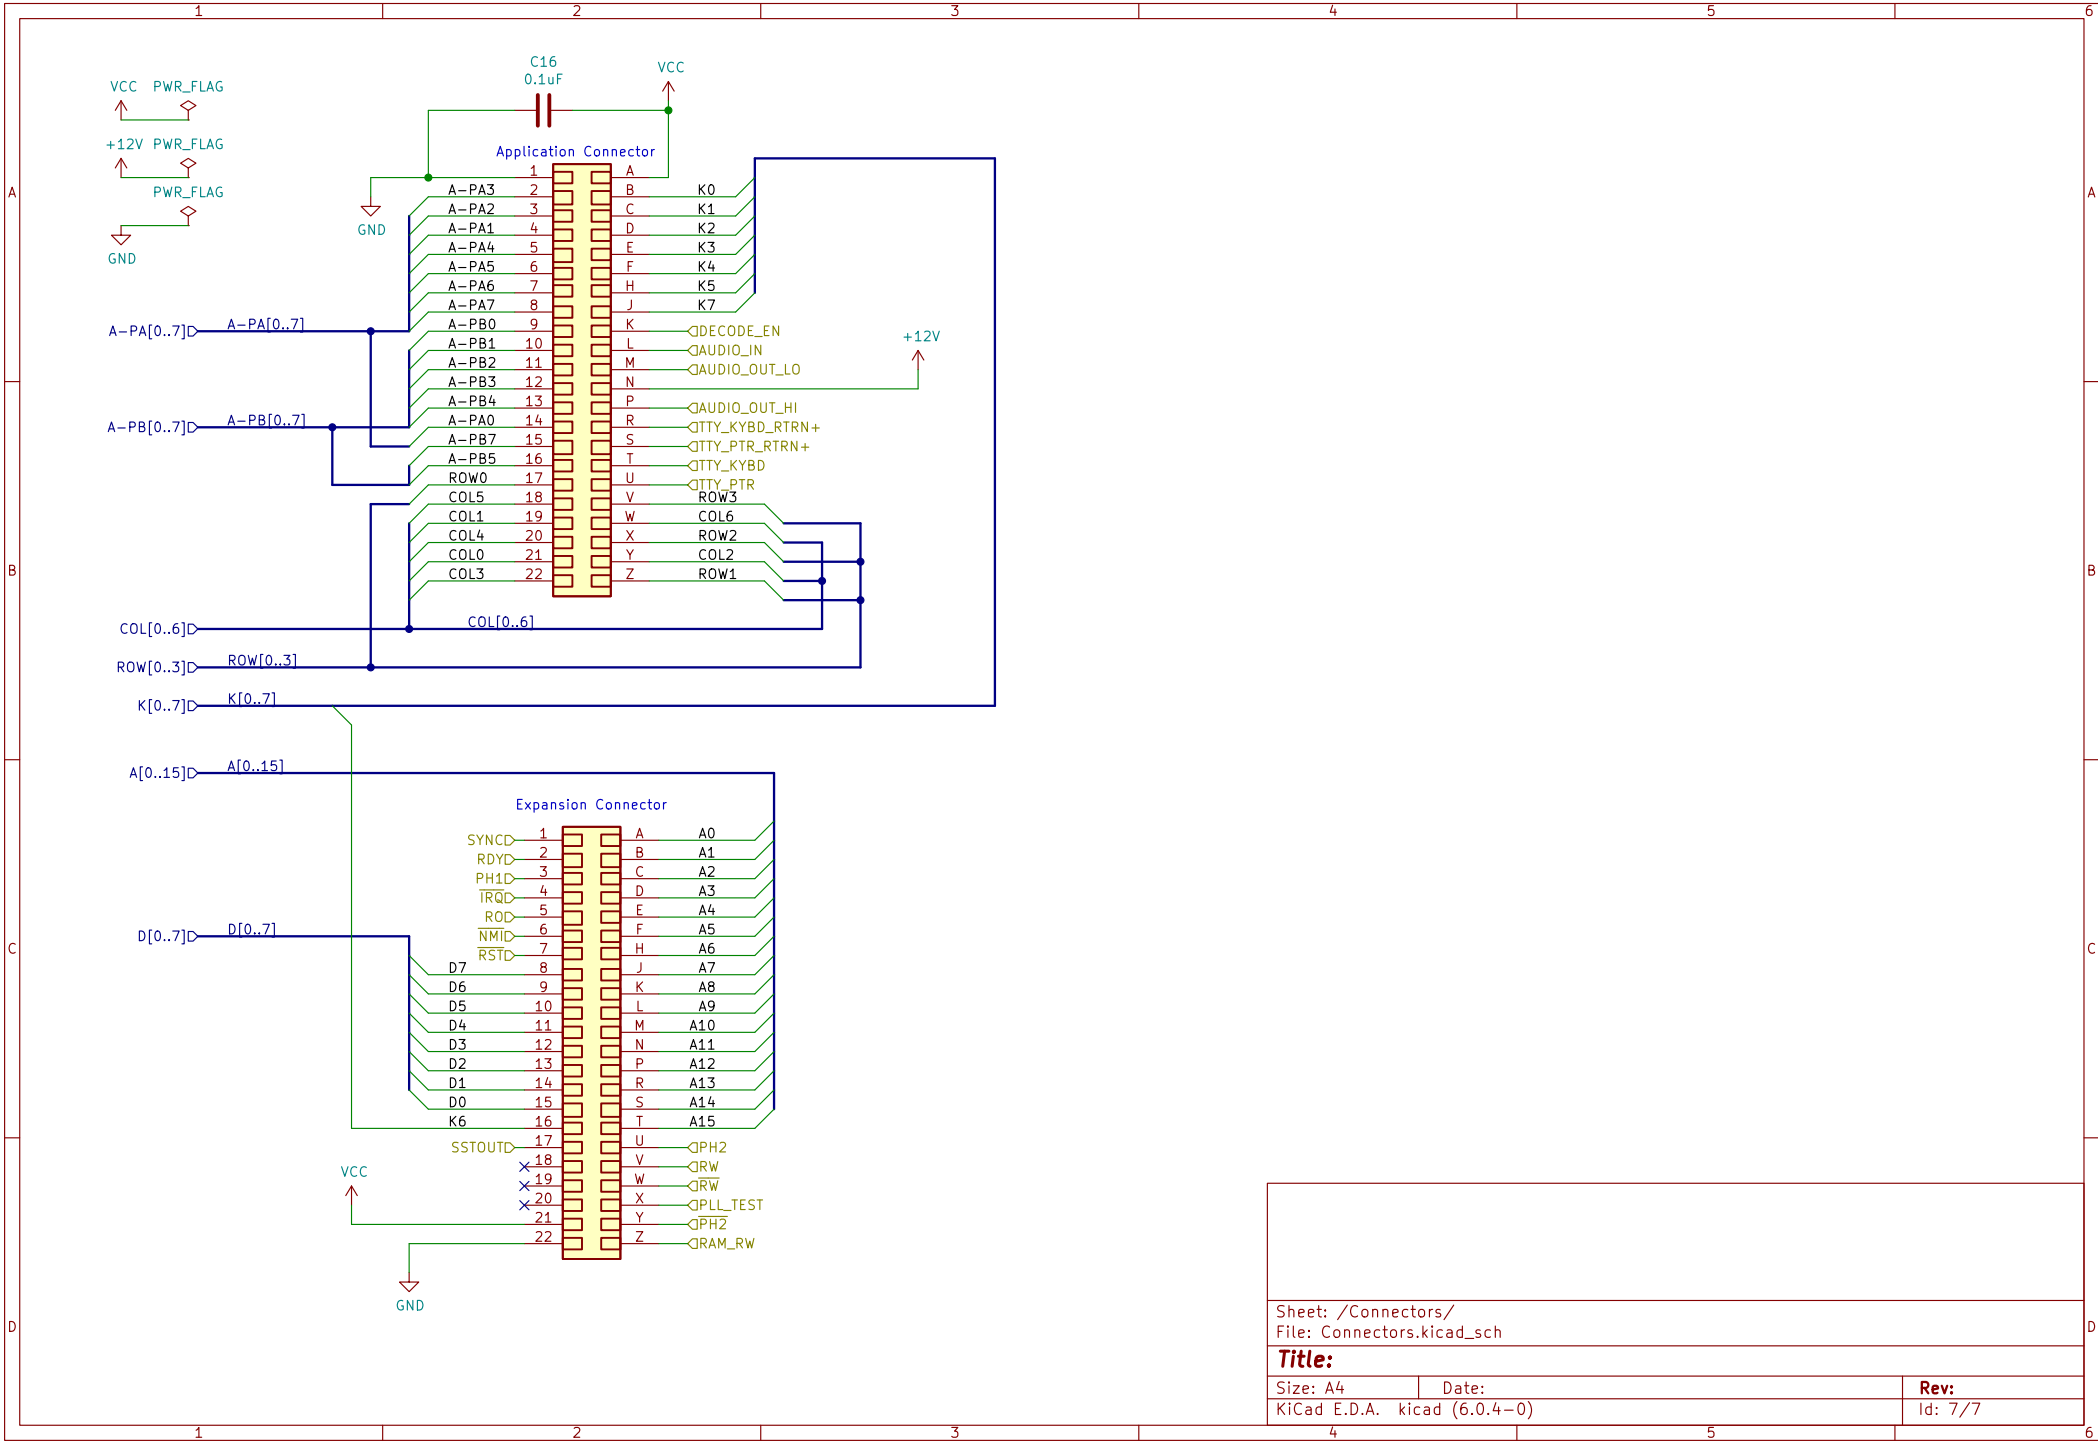 1 2 3 4 5 6
C16
0.1uF
VCC
VCC PWR_FLAG
+12V PWR_FLAG
PWR_FLAG
GND
GND
Application Connector
1 A
A-PA3 2 B K0
A-PA2 3 C K1
A-PA1 4 D K2
A-PA4 5 E K3
A-PA5 6 F K4
A-PA6 7 H K5
A-PA7 8 J K7
A-PB0 9 K DECODE_EN
A-PB1 10 L AUDIO_IN
A-PB2 11 M AUDIO_OUT_LO
A-PB3 12 N +12V
A-PB4 13 P AUDIO_OUT_HI
A-PA0 14 R TTY_KYBD_RTRN+
A-PB7 15 S TTY_PTR_RTRN+
A-PB5 16 T TTY_KYBD
ROW0 17 U TTY_PTR
COL5 18 V ROW3
COL1 19 W COL6
COL4 20 X ROW2
COL0 21 Y COL2
COL3 22 Z ROW1
A-PA[0..7] A-PA[0..7]
A-PB[0..7] A-PB[0..7]
COL[0..6] COL[0..6]
ROW[0..3] ROW[0..3]
K[0..7] K[0..7]
A[0..15] A[0..15]
Expansion Connector
SYNC 1 A A0
RDY 2 B A1
PH1 3 C A2
IRQ 4 D A3
RO 5 E A4
NMI 6 F A5
RST 7 H A6
D[0..7] D[0..7]
D7 8 J A7
D6 9 K A8
D5 10 L A9
D4 11 M A10
D3 12 N A11
D2 13 P A12
D1 14 R A13
D0 15 S A14
K6 16 T A15
SSTOUT 17 U PH2
18 V RW
19 W RW
20 X PLL_TEST
VCC 21 Y PH2
22 Z RAM_RW
GND
A A
B B
C C
D D
Sheet: /Connectors/
File: Connectors.kicad_sch
Title:
Size: A4 Date: Rev:
KiCad E.D.A. kicad (6.0.4-0) Id: 7/7
1 2 3 4 5 6